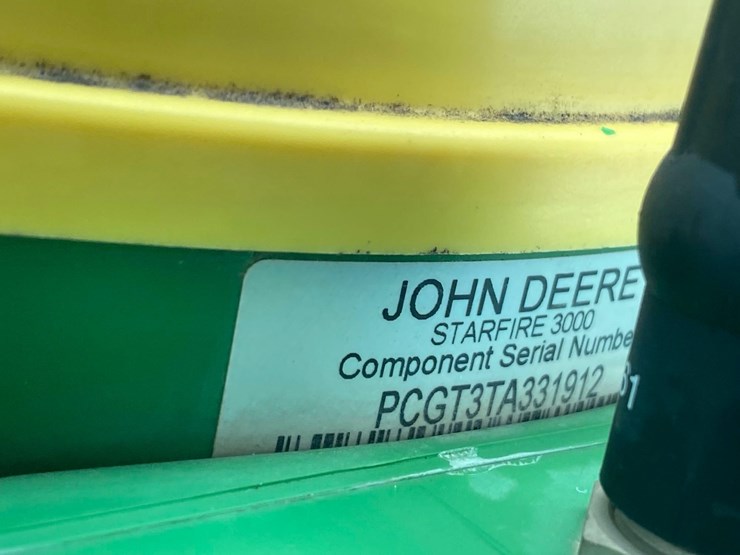 JOHN DEERE
STARFIRE 3000
Component Serial Numbe
PCGT3TA331912